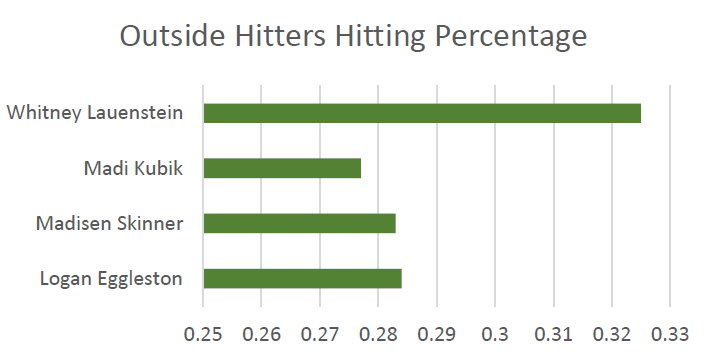 Outside Hitters Hitting Percentage
Whitney Lauenstein
Madi Kubik
Madisen Skinner
Logan Eggleston
0.25 0.26 0.27 0.28 0.29 0.3 0.31 0.32 0.33